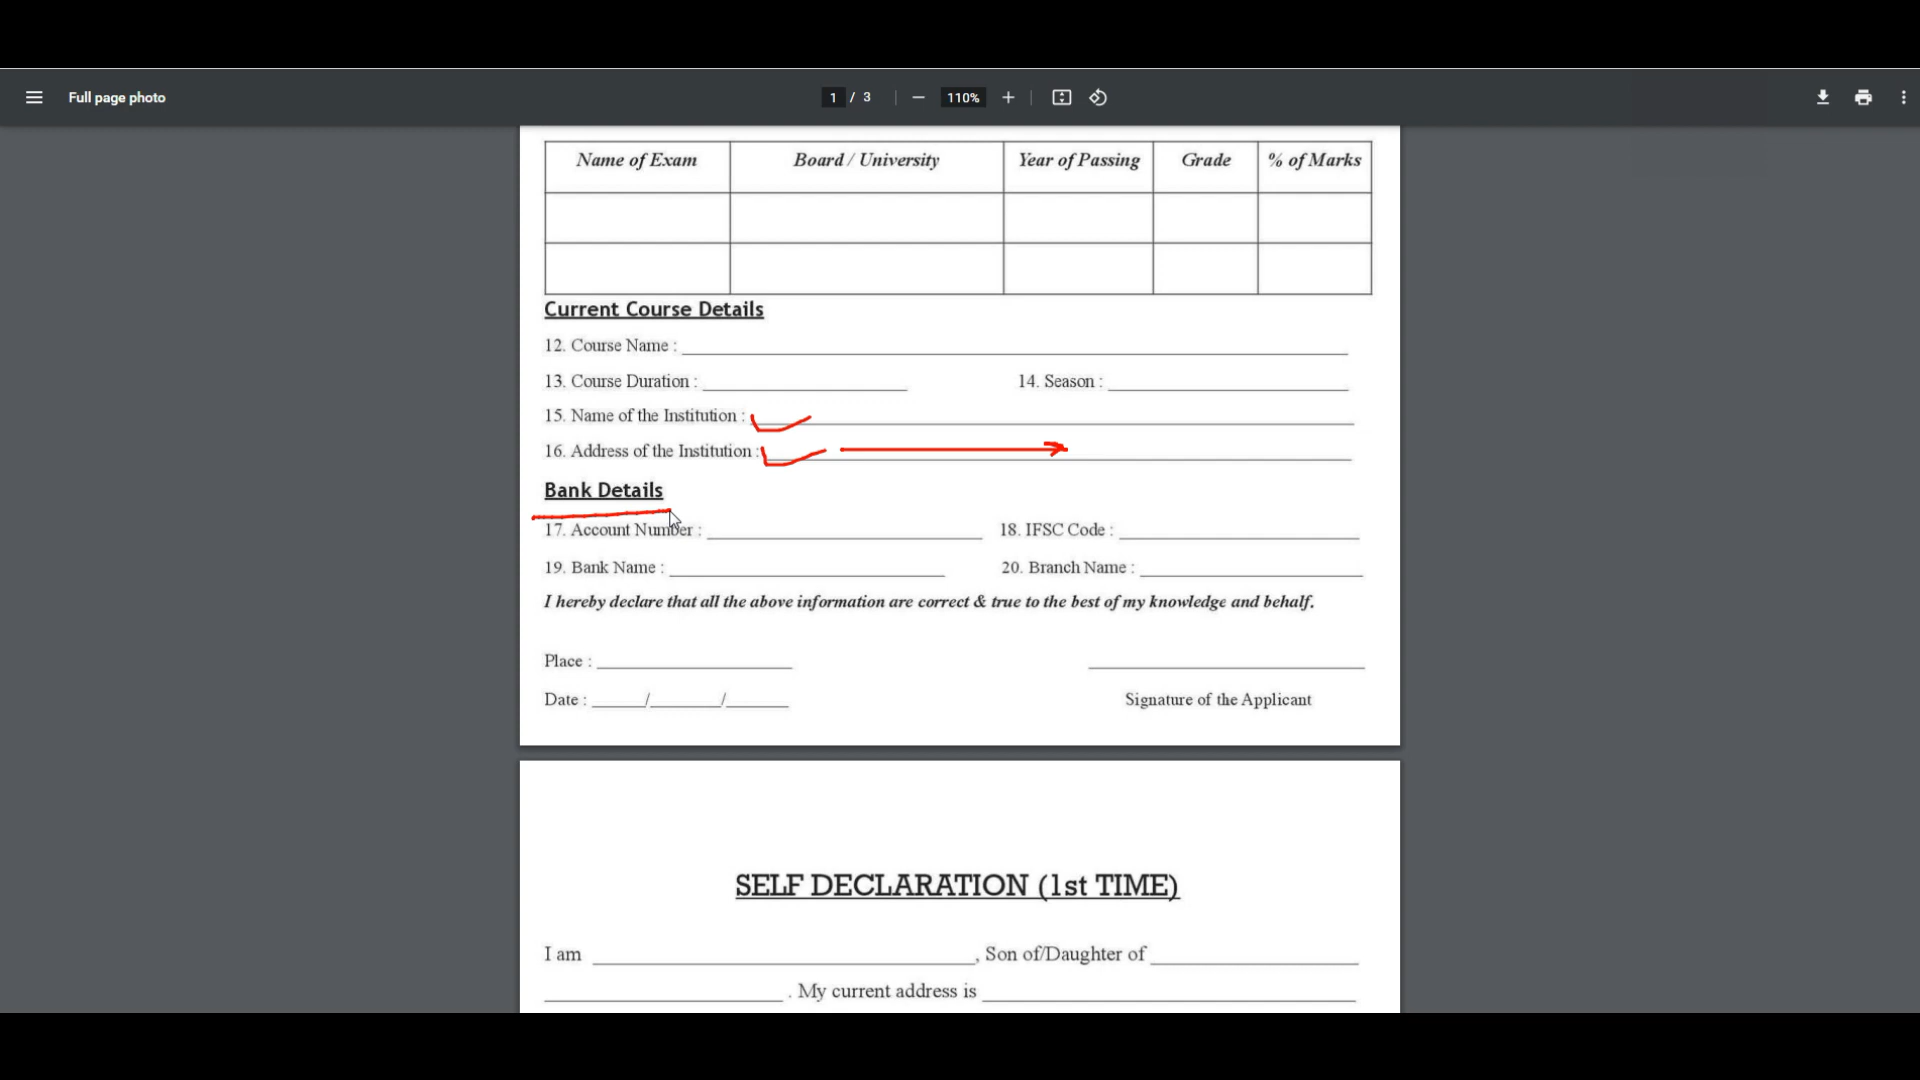 Full page photo
1 / 3
110%
Name of Exam Board / University Year of Passing Grade % of Marks
Current Course Details
12. Course Name : 
13. Course Duration : 14. Season :
15. Name of the Institution :
16. Address of the Institution :
Bank Details
17. Account Number : 18. IFSC Code :
19. Bank Name : 20. Branch Name :
I hereby declare that all the above information are correct & true to the best of my knowledge and behalf.
Place :
Date : / /
Signature of the Applicant
SELF DECLARATION (1st TIME)
I am , Son of/Daughter of
. My current address is